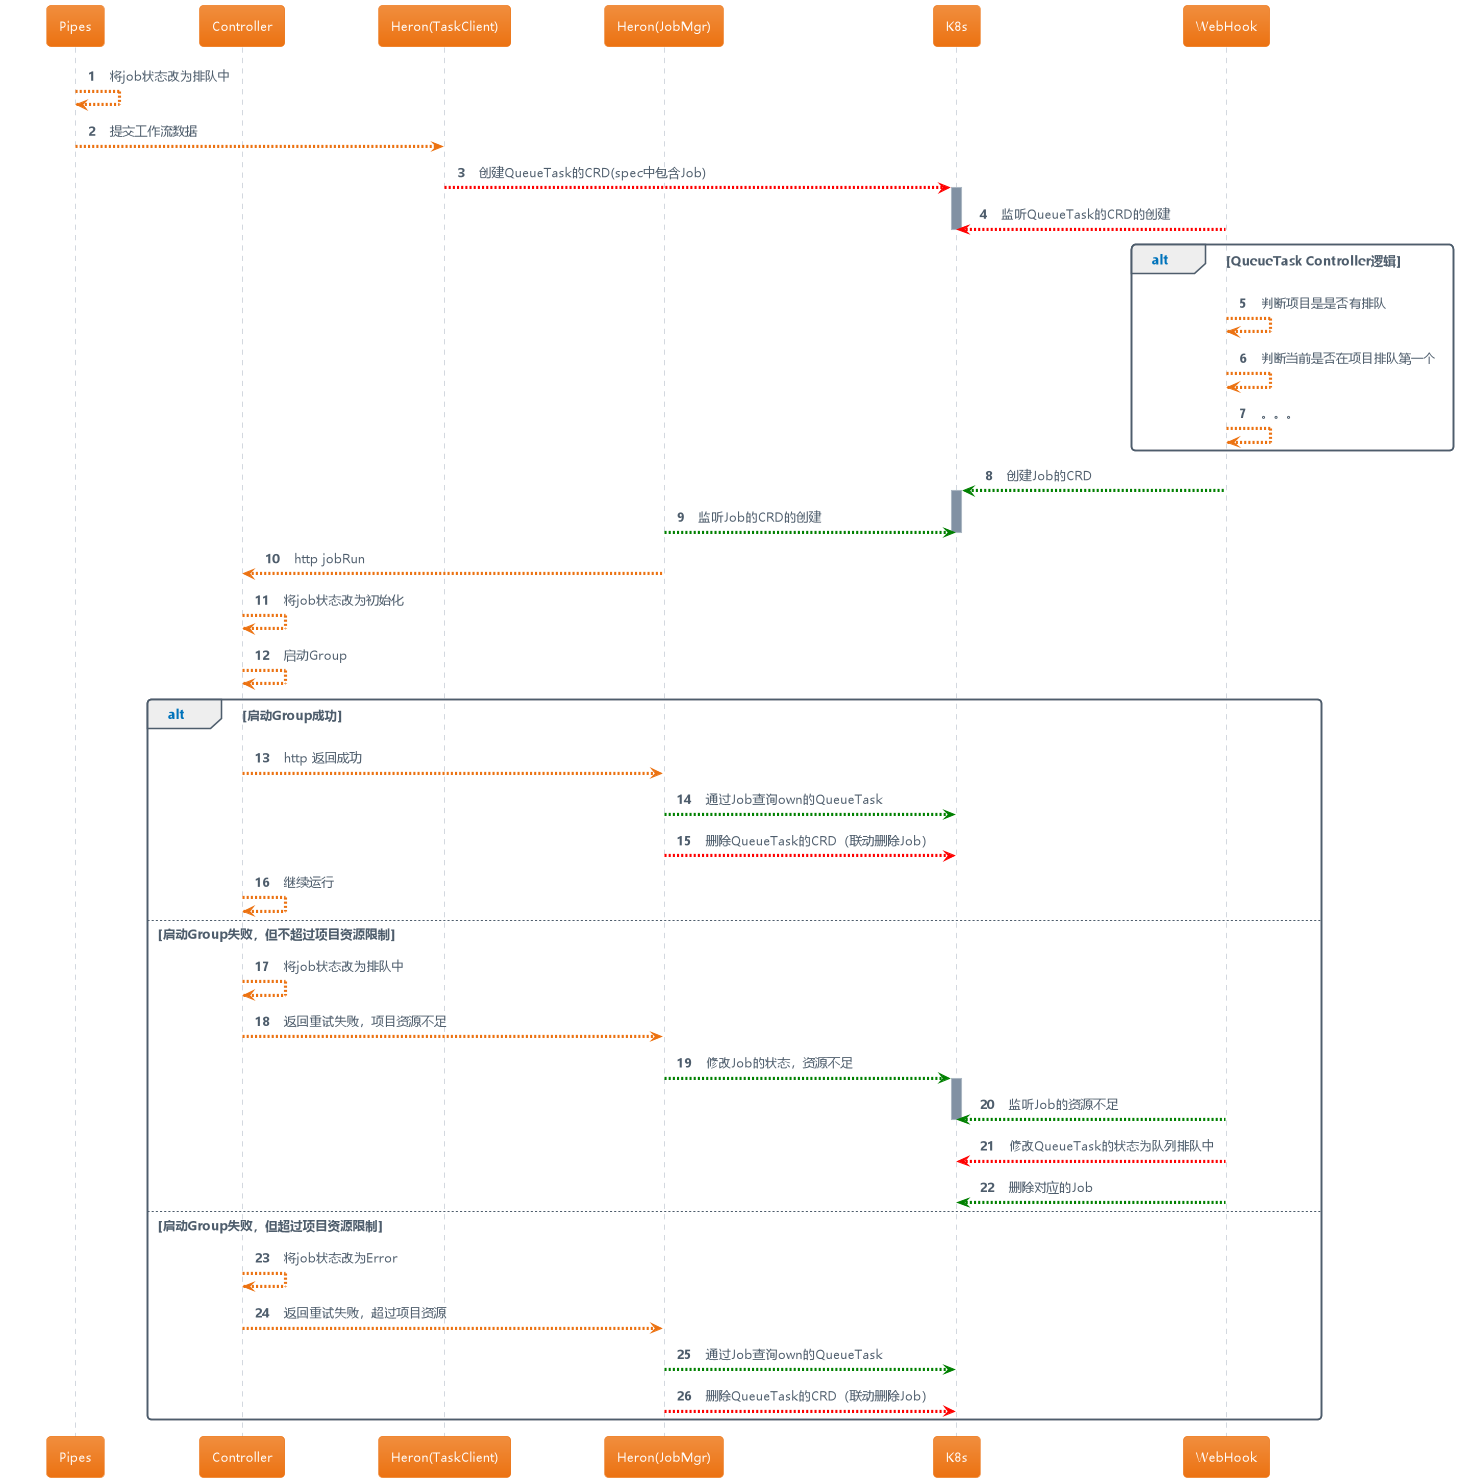 Pipes Controller Heron(TaskClient) Heron(JobMgr) K8s WebHook
1 将job状态改为排队中
2 提交工作流数据
3 创建QueueTask的CRD(spec中包含Job)
4 监听QueueTask的CRD的创建
alt [QueueTask Controller逻辑]
5 判断项目是是否有排队
6 判断当前是否在项目排队第一个
7 。。。
8 创建Job的CRD
9 监听Job的CRD的创建
10 http jobRun
11 将job状态改为初始化
12 启动Group
alt [启动Group成功]
13 http 返回成功
14 通过Job查询own的QueueTask
15 删除QueueTask的CRD（联动删除Job）
16 继续运行
[启动Group失败，但不超过项目资源限制]
17 将job状态改为排队中
18 返回重试失败，项目资源不足
19 修改Job的状态，资源不足
20 监听Job的资源不足
21 修改QueueTask的状态为队列排队中
22 删除对应的Job
[启动Group失败，但超过项目资源限制]
23 将job状态改为Error
24 返回重试失败，超过项目资源
25 通过Job查询own的QueueTask
26 删除QueueTask的CRD（联动删除Job）
Pipes Controller Heron(TaskClient) Heron(JobMgr) K8s WebHook